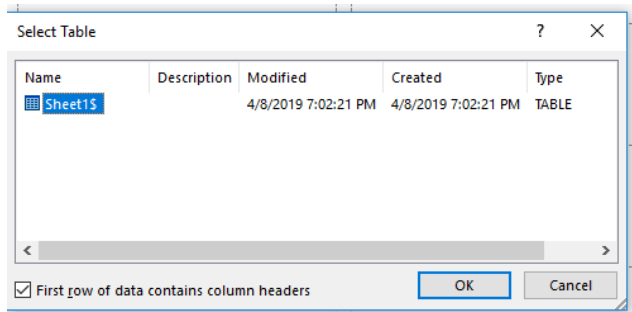 Select Table ? X
Name Description Modified Created Type
Sheet1$ 4/8/2019 7:02:21 PM 4/8/2019 7:02:21 PM TABLE
First row of data contains column headers OK Cancel